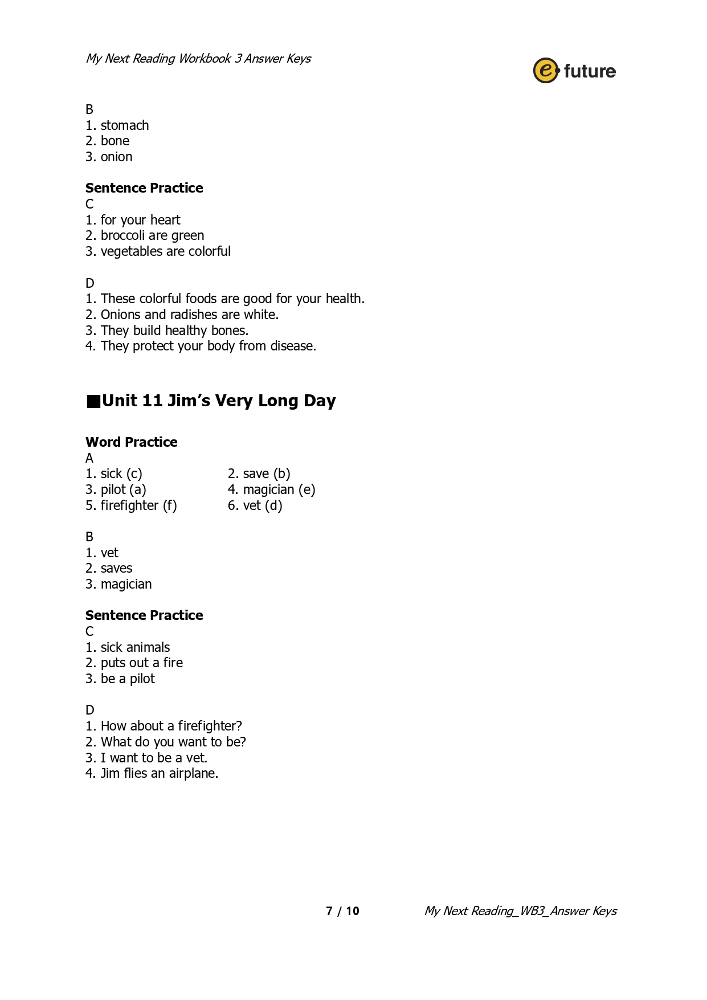 My Next Reading Workbook 3 Answer Keys
e future
B
1. stomach
2. bone
3. onion
Sentence Practice
C
1. for your heart
2. broccoli are green
3. vegetables are colorful
D
1. These colorful foods are good for your health.
2. Onions and radishes are white.
3. They build healthy bones.
4. They protect your body from disease.
■Unit 11 Jim’s Very Long Day
Word Practice
A
1. sick (c) 2. save (b)
3. pilot (a) 4. magician (e)
5. firefighter (f) 6. vet (d)
B
1. vet
2. saves
3. magician
Sentence Practice
C
1. sick animals
2. puts out a fire
3. be a pilot
D
1. How about a firefighter?
2. What do you want to be?
3. I want to be a vet.
4. Jim flies an airplane.
7 / 10 My Next Reading_WB3_Answer Keys